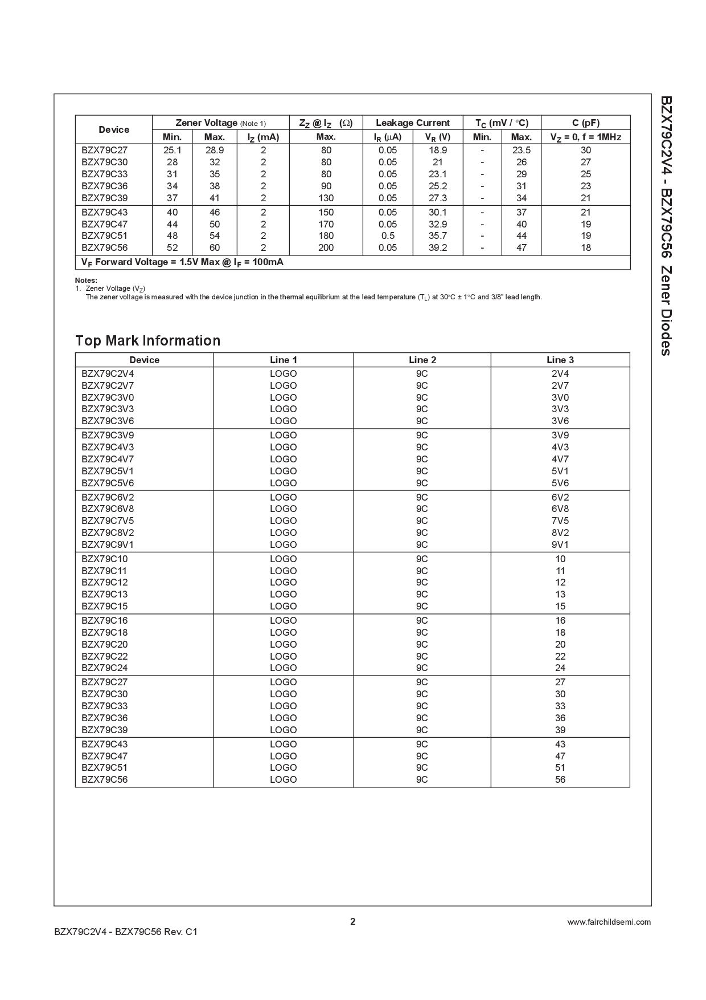 BZX79C2V4 - BZX79C56 Zener Diodes
Device Zener Voltage (Note 1) ZZ @ IZ (Ω) Leakage Current TC (mV / °C) C (pF)
Min. Max. IZ (mA) Max. IR (μA) VR (V) Min. Max. VZ = 0, f = 1MHz
BZX79C27 25.1 28.9 2 80 0.05 18.9 - 23.5 30
BZX79C30 28 32 2 80 0.05 21 - 26 27
BZX79C33 31 35 2 80 0.05 23.1 - 29 25
BZX79C36 34 38 2 90 0.05 25.2 - 31 23
BZX79C39 37 41 2 130 0.05 27.3 - 34 21
BZX79C43 40 46 2 150 0.05 30.1 - 37 21
BZX79C47 44 50 2 170 0.05 32.9 - 40 19
BZX79C51 48 54 2 180 0.5 35.7 - 44 19
BZX79C56 52 60 2 200 0.05 39.2 - 47 18
VF Forward Voltage = 1.5V Max @ IF = 100mA
Notes:
1. Zener Voltage (VZ)
The zener voltage is measured with the device junction in the thermal equilibrium at the lead temperature (TL) at 30°C ± 1°C and 3/8” lead length.
Top Mark Information
Device Line 1 Line 2 Line 3
BZX79C2V4 LOGO 9C 2V4
BZX79C2V7 LOGO 9C 2V7
BZX79C3V0 LOGO 9C 3V0
BZX79C3V3 LOGO 9C 3V3
BZX79C3V6 LOGO 9C 3V6
BZX79C3V9 LOGO 9C 3V9
BZX79C4V3 LOGO 9C 4V3
BZX79C4V7 LOGO 9C 4V7
BZX79C5V1 LOGO 9C 5V1
BZX79C5V6 LOGO 9C 5V6
BZX79C6V2 LOGO 9C 6V2
BZX79C6V8 LOGO 9C 6V8
BZX79C7V5 LOGO 9C 7V5
BZX79C8V2 LOGO 9C 8V2
BZX79C9V1 LOGO 9C 9V1
BZX79C10 LOGO 9C 10
BZX79C11 LOGO 9C 11
BZX79C12 LOGO 9C 12
BZX79C13 LOGO 9C 13
BZX79C15 LOGO 9C 15
BZX79C16 LOGO 9C 16
BZX79C18 LOGO 9C 18
BZX79C20 LOGO 9C 20
BZX79C22 LOGO 9C 22
BZX79C24 LOGO 9C 24
BZX79C27 LOGO 9C 27
BZX79C30 LOGO 9C 30
BZX79C33 LOGO 9C 33
BZX79C36 LOGO 9C 36
BZX79C39 LOGO 9C 39
BZX79C43 LOGO 9C 43
BZX79C47 LOGO 9C 47
BZX79C51 LOGO 9C 51
BZX79C56 LOGO 9C 56
2 www.fairchildsemi.com
BZX79C2V4 - BZX79C56 Rev. C1